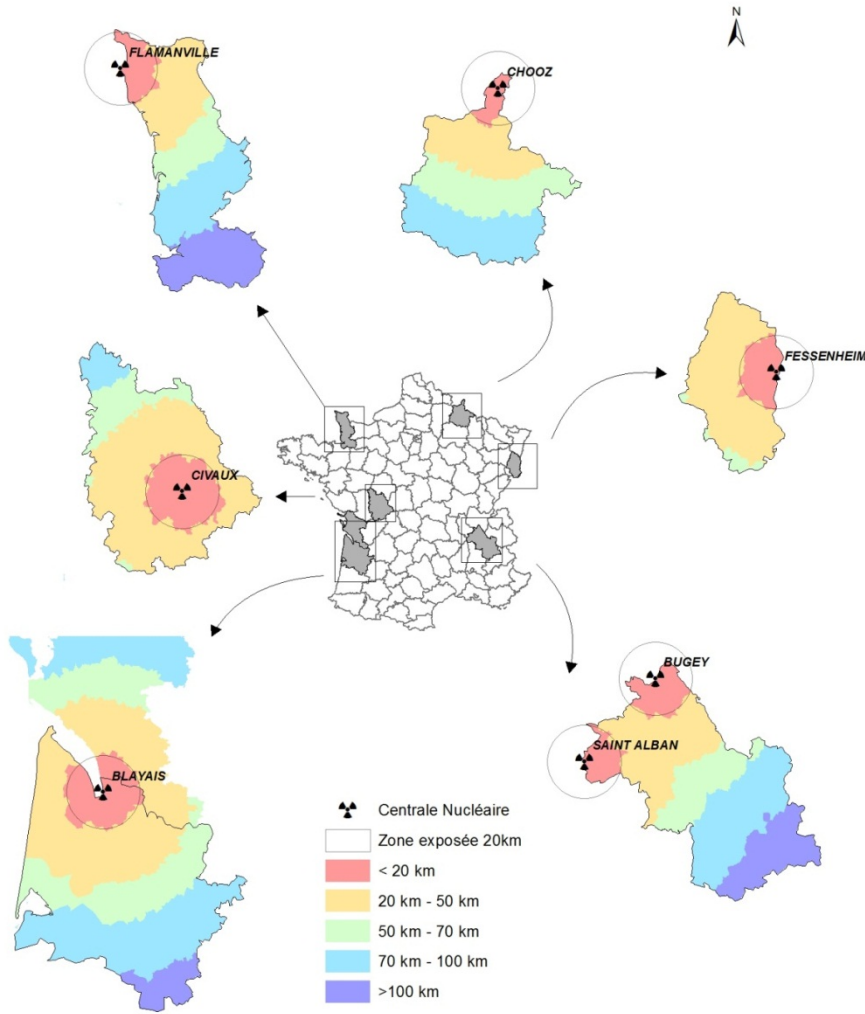 N
FLAMANVILLE
CHOOZ
FESSENHEIM
CIVAUX
BUGEY
SAINT ALBAN
BLAYAIS
Centrale Nucléaire
Zone exposée 20km
< 20 km
20 km - 50 km
50 km - 70 km
70 km - 100 km
>100 km